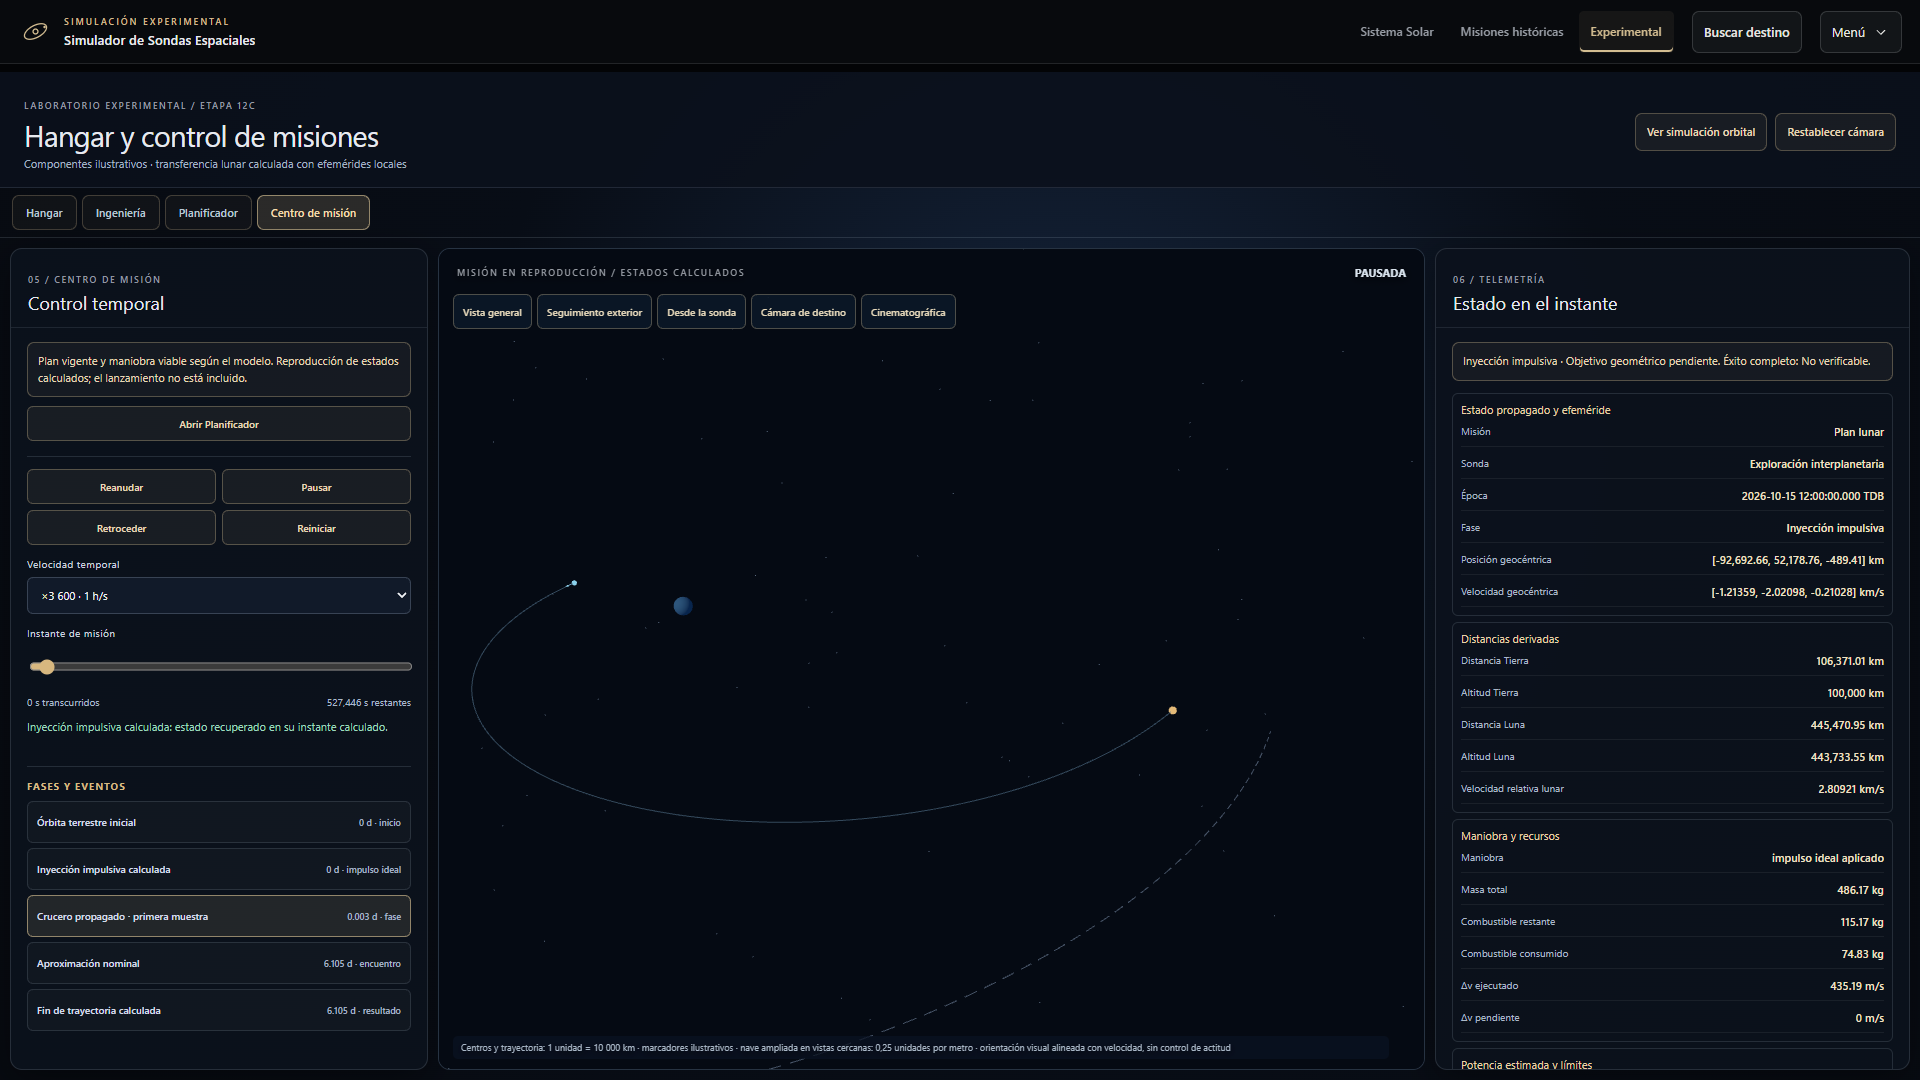 SIMULACIÓN EXPERIMENTAL
Simulador de Sondas Espaciales
Sistema Solar
Misiones históricas
Experimental
Buscar destino
Menú
LABORATORIO EXPERIMENTAL / ETAPA 12C
Hangar y control de misiones
Componentes ilustrativos · transferencia lunar calculada con efemérides locales
Ver simulación orbital
Restablecer cámara
Hangar
Ingeniería
Planificador
Centro de misión
05 / CENTRO DE MISIÓN
Control temporal
Plan vigente y maniobra viable según el modelo. Reproducción de estados
calculados; el lanzamiento no está incluido.
Abrir Planificador
Reanudar
Pausar
Retroceder
Reiniciar
Velocidad temporal
×3 600 · 1 h/s
Instante de misión
0 s transcurridos
527,446 s restantes
Inyección impulsiva calculada: estado recuperado en su instante calculado.
FASES Y EVENTOS
Órbita terrestre inicial
0 d · inicio
Inyección impulsiva calculada
0 d · impulso ideal
Crucero propagado · primera muestra
0.003 d · fase
Aproximación nominal
6.105 d · encuentro
Fin de trayectoria calculada
6.105 d · resultado
MISIÓN EN REPRODUCCIÓN / ESTADOS CALCULADOS
PAUSADA
Vista general
Seguimiento exterior
Desde la sonda
Cámara de destino
Cinematográfica
Centros y trayectoria: 1 unidad = 10 000 km · marcadores ilustrativos · nave ampliada en vistas cercanas: 0,25 unidades por metro · orientación visual alineada con velocidad, sin control de actitud
06 / TELEMETRÍA
Estado en el instante
Inyección impulsiva · Objetivo geométrico pendiente. Éxito completo: No verificable.
Estado propagado y efeméride
Misión
Plan lunar
Sonda
Exploración interplanetaria
Época
2026-10-15 12:00:00.000 TDB
Fase
Inyección impulsiva
Posición geocéntrica
[-92,692.66, 52,178.76, -489.41] km
Velocidad geocéntrica
[-1.21359, -2.02098, -0.21028] km/s
Distancias derivadas
Distancia Tierra
106,371.01 km
Altitud Tierra
100,000 km
Distancia Luna
445,470.95 km
Altitud Luna
443,733.55 km
Velocidad relativa lunar
2.80921 km/s
Maniobra y recursos
Maniobra
impulso ideal aplicado
Masa total
486.17 kg
Combustible restante
115.17 kg
Combustible consumido
74.83 kg
Δv ejecutado
435.19 m/s
Δv pendiente
0 m/s
Potencia estimada y límites